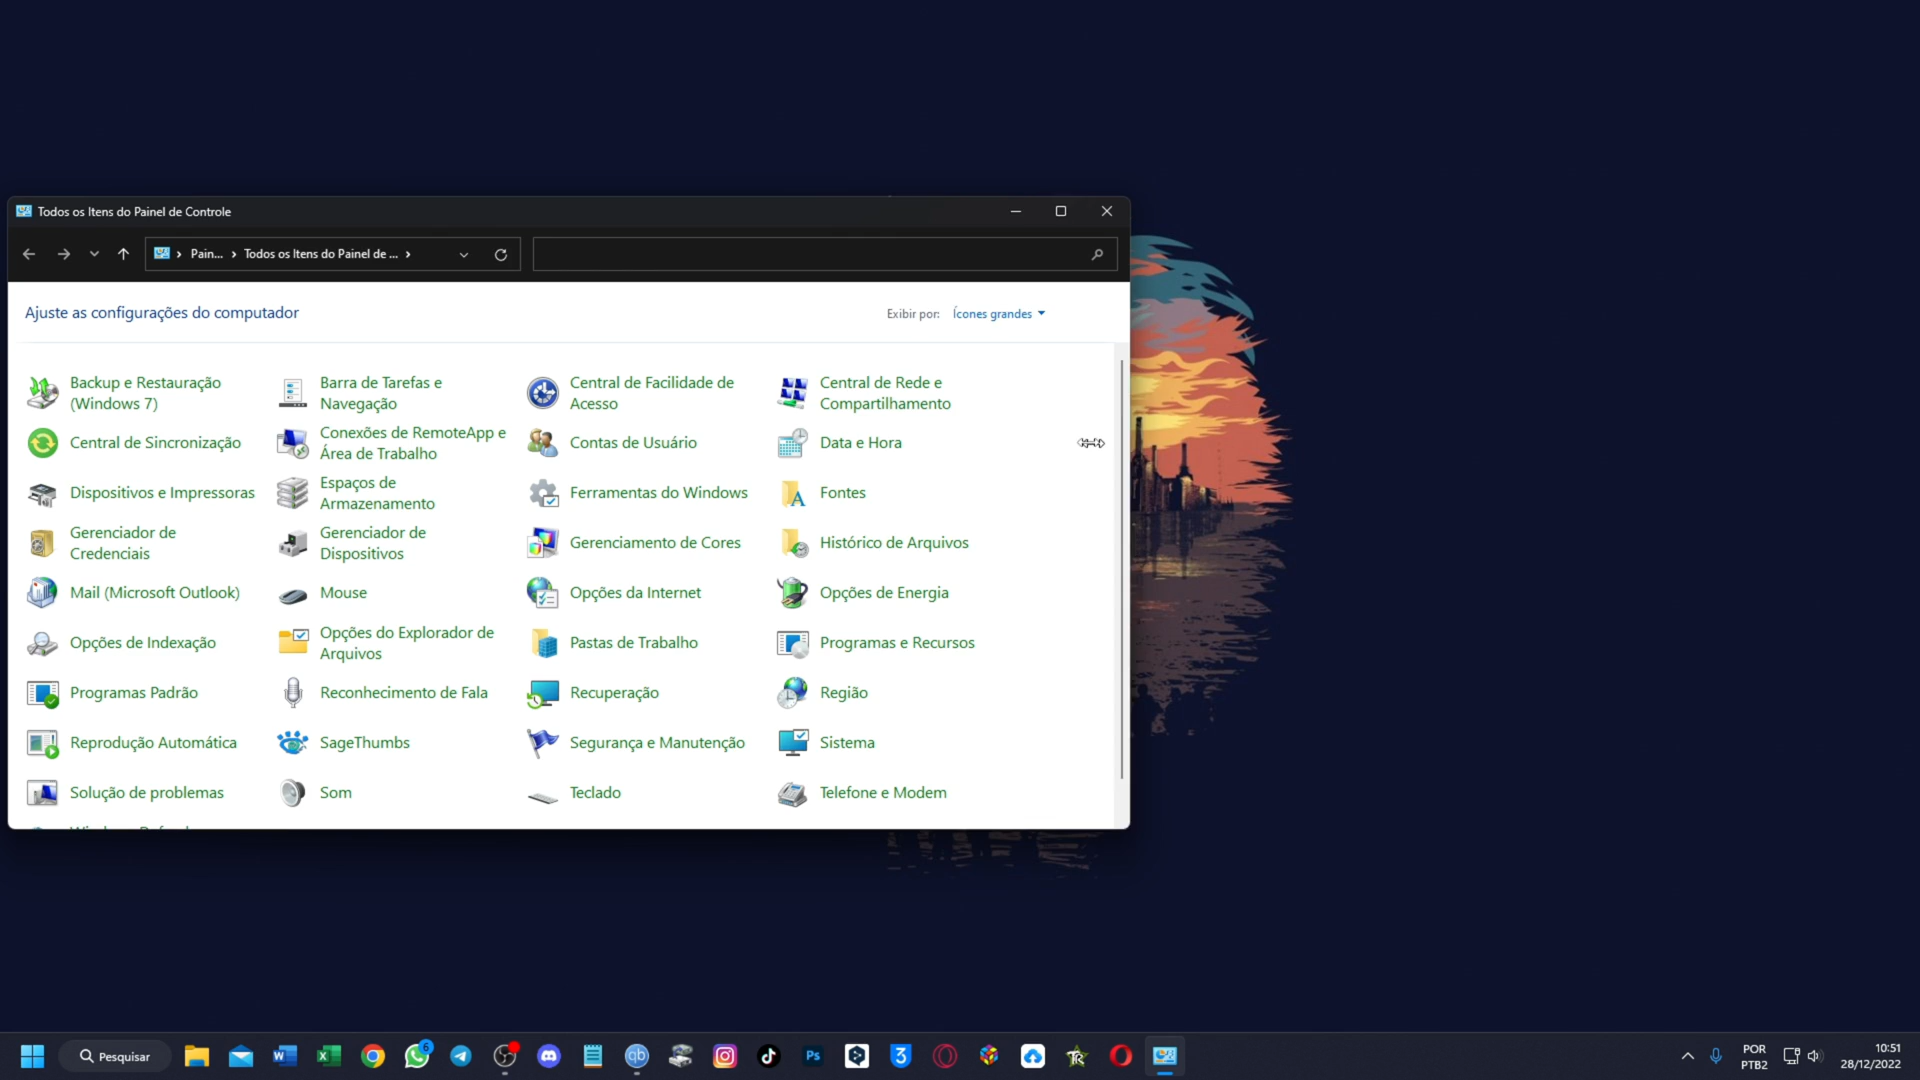 Todos os Itens do Painel de Controle
Pain... > Todos os Itens do Painel de ... >
Ajuste as configurações do computador
Exibir por: Ícones grandes
Backup e Restauração
(Windows 7)
Barra de Tarefas e
Navegação
Central de Facilidade de
Acesso
Central de Rede e
Compartilhamento
Central de Sincronização
Conexões de RemoteApp e
Área de Trabalho
Contas de Usuário
Data e Hora
Dispositivos e Impressoras
Espaços de
Armazenamento
Ferramentas do Windows
Fontes
Gerenciador de
Credenciais
Gerenciador de
Dispositivos
Gerenciamento de Cores
Histórico de Arquivos
Mail (Microsoft Outlook)
Mouse
Opções da Internet
Opções de Energia
Opções de Indexação
Opções do Explorador de
Arquivos
Pastas de Trabalho
Programas e Recursos
Programas Padrão
Reconhecimento de Fala
Recuperação
Região
Reprodução Automática
SageThumbs
Segurança e Manutenção
Sistema
Solução de problemas
Som
Teclado
Telefone e Modem
Pesquisar
6
qb
Ps
3
TR
POR
PTB2
10:51
28/12/2022